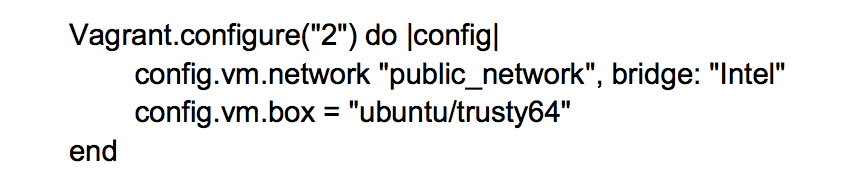 Vagrant.configure("2") do |config|
config.vm.network "public_network", bridge: "Intel"
config.vm.box = "ubuntu/trusty64"
end